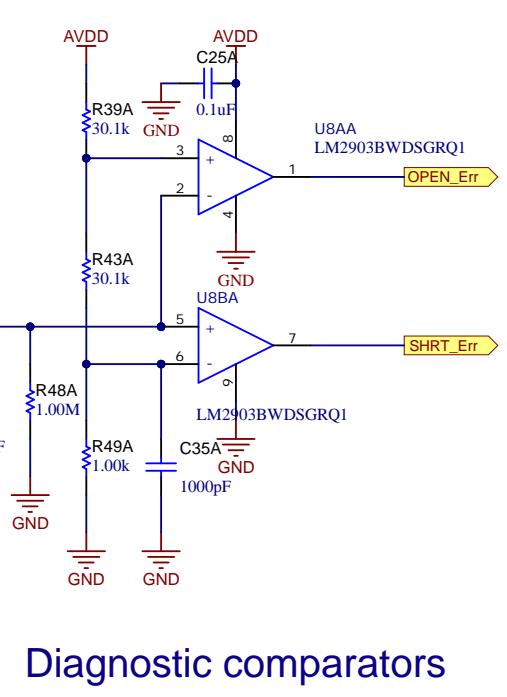 AVDD
AVDD
C25A
0.1uF
GND
R39A
30.1k
U8AA
LM2903BWDSGRQ1
3
2
8
4
1
+
-
OPEN_Err
GND
R43A
30.1k
U8BA
5
6
9
7
+
-
SHRT_Err
LM2903BWDSGRQ1
GND
R48A
1.00M
F
GND
R49A
1.00k
GND
C35A
1000pF
GND
Diagnostic comparators